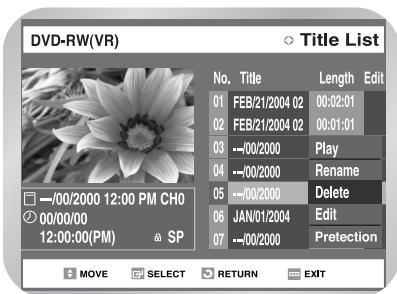 DVD-RW(VR) Title List
No. Title Length Edit
01 FEB/21/2004 02 00:02:01
02 FEB/21/2004 02 00:01:01
03 --/00/2000 Play
04 --/00/2000 Rename
05 --/00/2000 Delete
06 JAN/01/2004 Edit
07 --/00/2000 Pretection
—/00/2000 12:00 PM CH0
00/00/00
12:00:00(PM) SP
MOVE SELECT RETURN EXIT